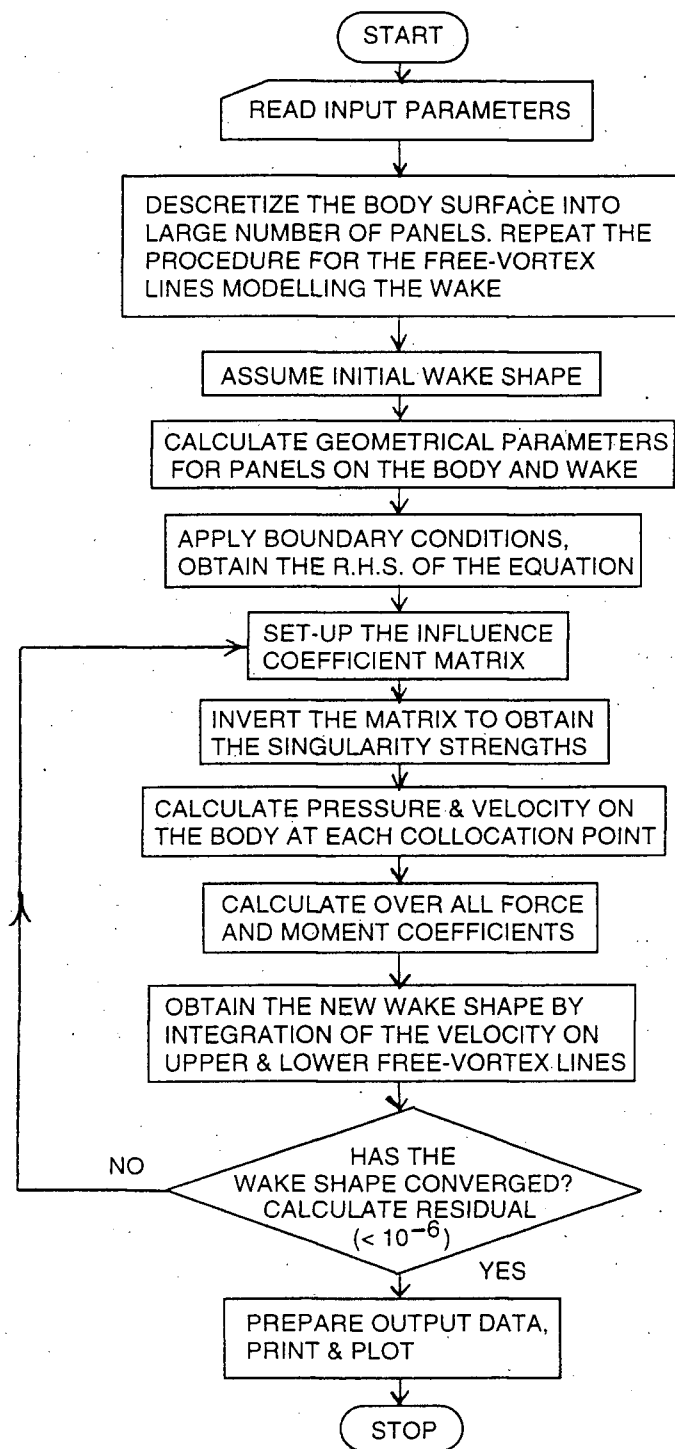 START
READ INPUT PARAMETERS
DESCRETIZE THE BODY SURFACE INTO
LARGE NUMBER OF PANELS. REPEAT THE
PROCEDURE FOR THE FREE-VORTEX
LINES MODELLING THE WAKE
ASSUME INITIAL WAKE SHAPE
CALCULATE GEOMETRICAL PARAMETERS
FOR PANELS ON THE BODY AND WAKE
APPLY BOUNDARY CONDITIONS,
OBTAIN THE R.H.S. OF THE EQUATION
SET-UP THE INFLUENCE
COEFFICIENT MATRIX
INVERT THE MATRIX TO OBTAIN
THE SINGULARITY STRENGTHS
CALCULATE PRESSURE & VELOCITY ON
THE BODY AT EACH COLLOCATION POINT
CALCULATE OVER ALL FORCE
AND MOMENT COEFFICIENTS
OBTAIN THE NEW WAKE SHAPE BY
INTEGRATION OF THE VELOCITY ON
UPPER & LOWER FREE-VORTEX LINES
NO
HAS THE
WAKE SHAPE CONVERGED?
CALCULATE RESIDUAL
(< 10⁻⁶)
YES
PREPARE OUTPUT DATA,
PRINT & PLOT
STOP